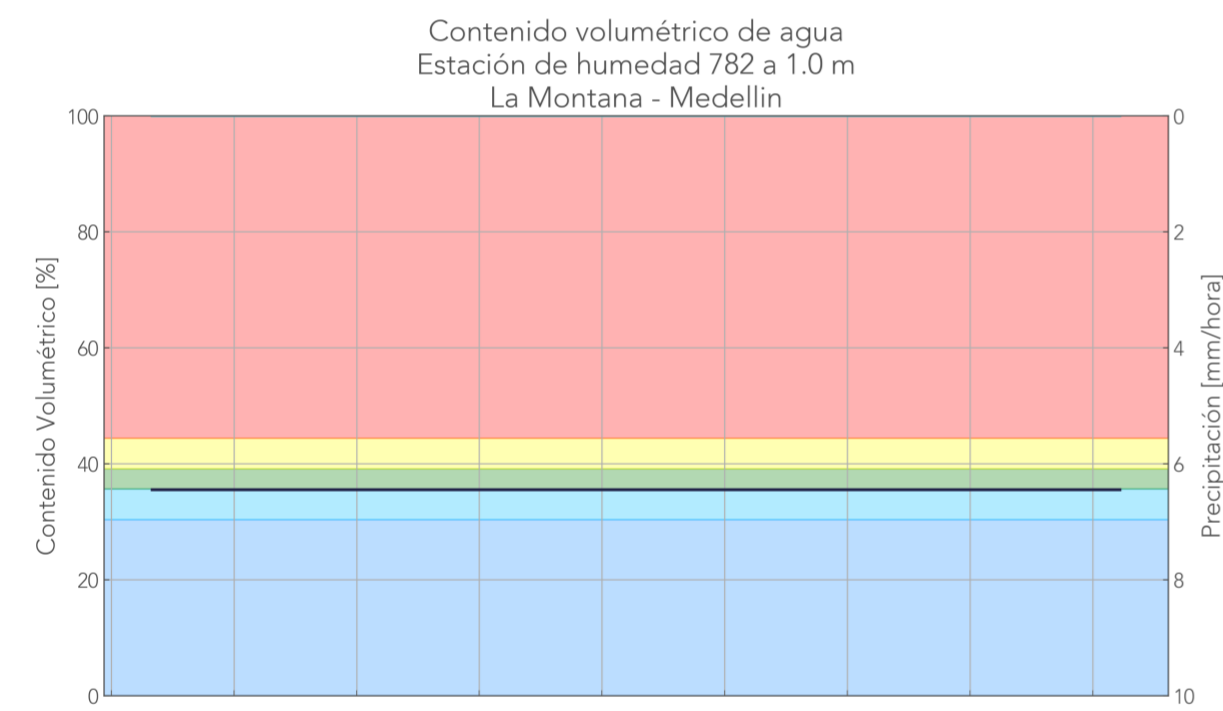 Contenido volumétrico de agua
Estación de humedad 782 a 1.0 m
La Montana - Medellin
Contenido Volumétrico [%]
100
80
60
40
20
0
0
2
4
6
8
10
Precipitación [mm/hora]